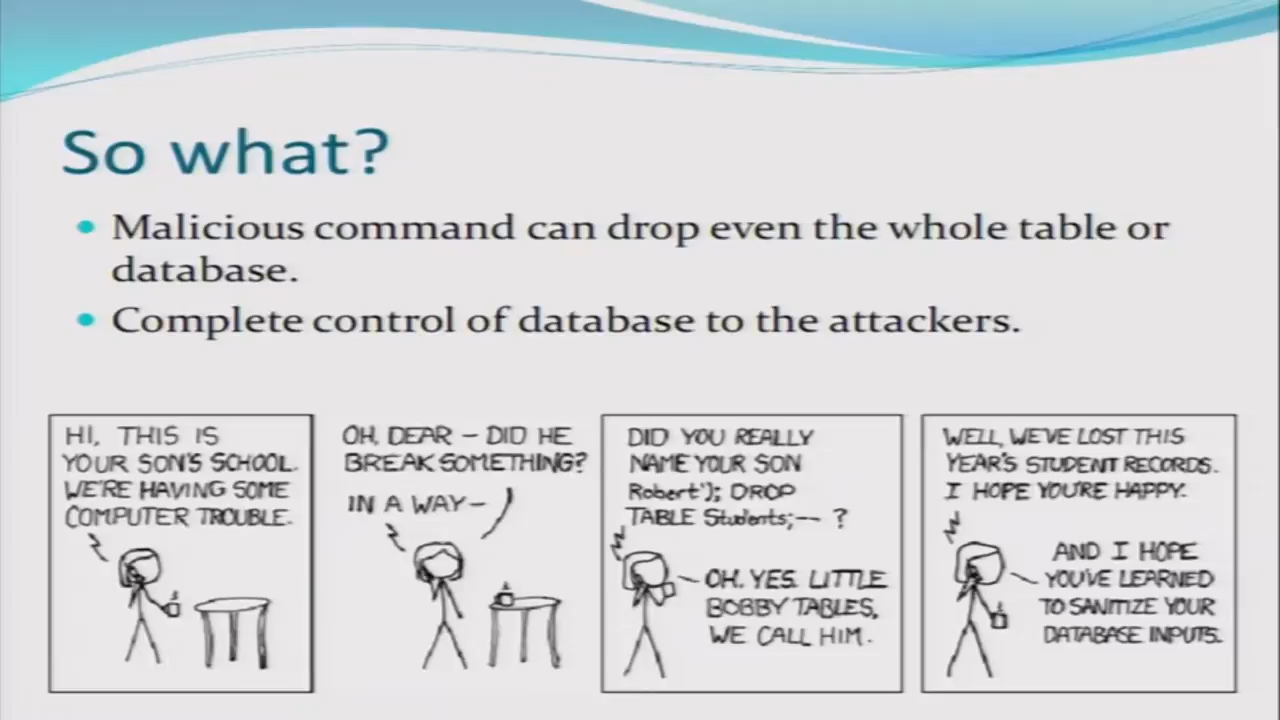 So what?
Malicious command can drop even the whole table or
database.
Complete control of database to the attackers.
HI, THIS IS
YOUR SON'S SCHOOL.
WE'RE HAVING SOME
COMPUTER TROUBLE.
OH, DEAR – DID HE
BREAK SOMETHING?
IN A WAY –
DID YOU REALLY
NAME YOUR SON
Robert'); DROP
TABLE Students;-- ?
OH. YES. LITTLE
BOBBY TABLES,
WE CALL HIM.
WELL, WE'VE LOST THIS
YEAR'S STUDENT RECORDS.
I HOPE YOU'RE HAPPY.
AND I HOPE
YOU'VE LEARNED
TO SANITIZE YOUR
DATABASE INPUTS.